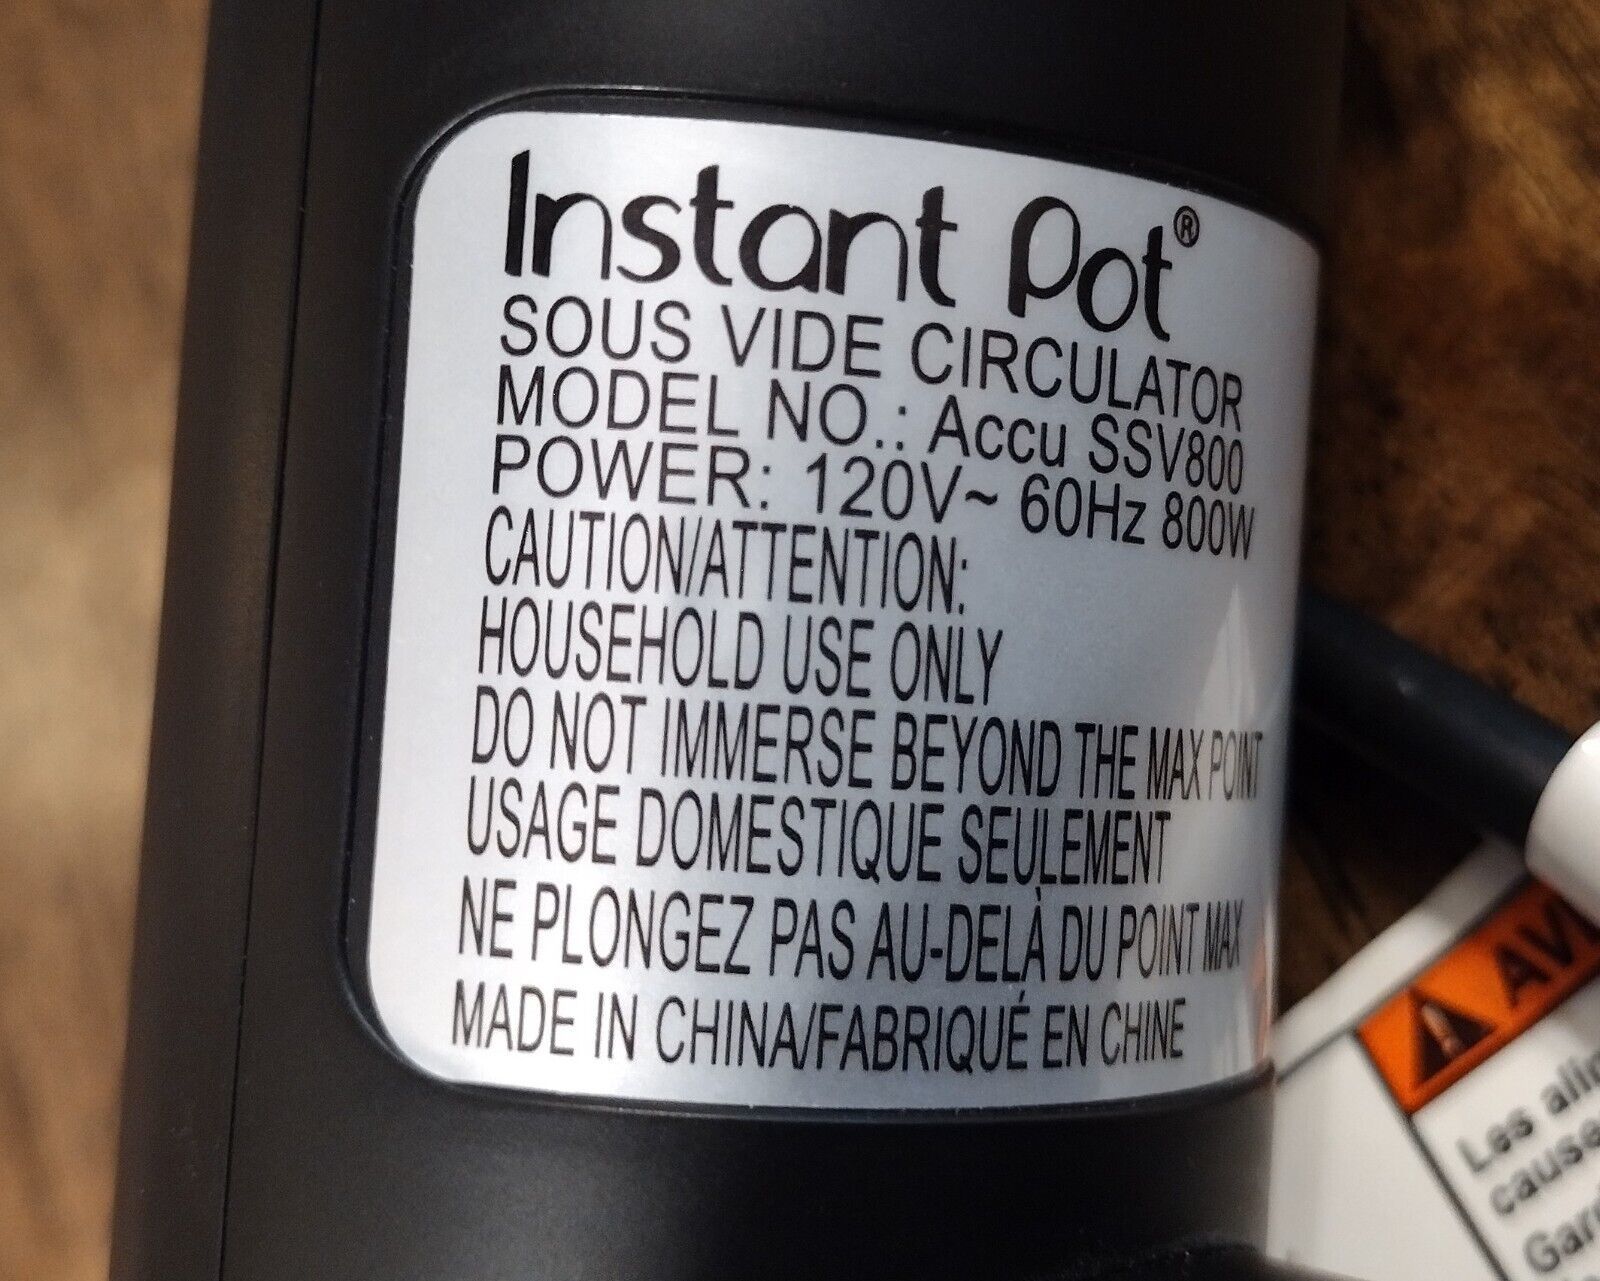 Instant Pot®
SOUS VIDE CIRCULATOR
MODEL NO.: Accu SSV800
POWER: 120V~ 60Hz 800W
CAUTION/ATTENTION:
HOUSEHOLD USE ONLY
DO NOT IMMERSE BEYOND THE MAX POINT
USAGE DOMESTIQUE SEULEMENT
NE PLONGEZ PAS AU-DELÀ DU POINT MAX
MADE IN CHINA/FABRIQUÉ EN CHINE
Les
cause